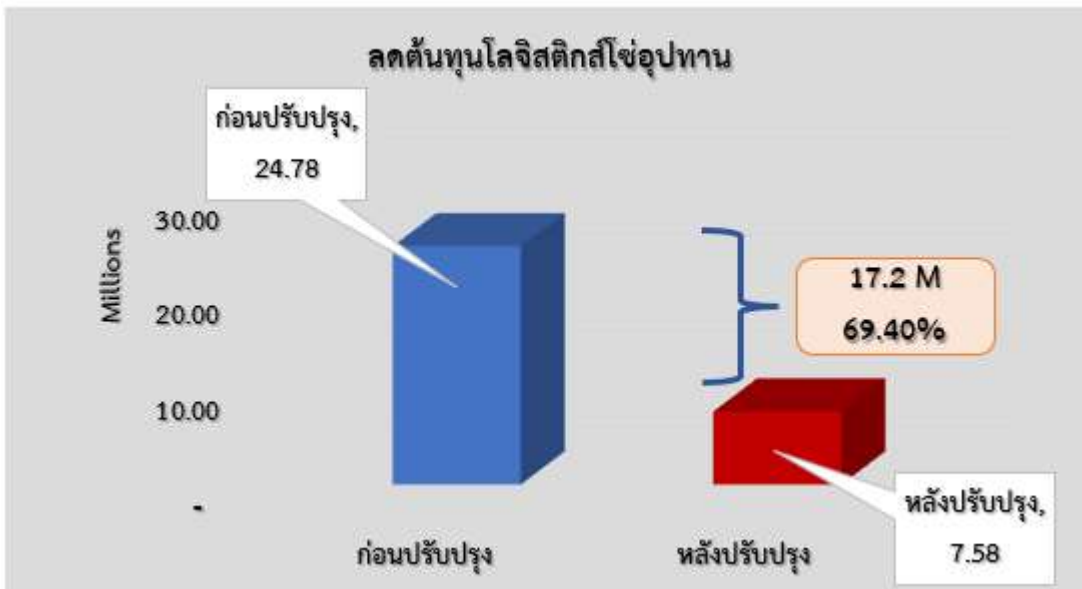 ลดต้นทุนโลจิสติกส์โซ่อุปทาน
ก่อนปรับปรุง,
24.78
Millions
30.00
20.00
10.00
-
17.2 M
69.40%
หลังปรับปรุง,
7.58
ก่อนปรับปรุง
หลังปรับปรุง